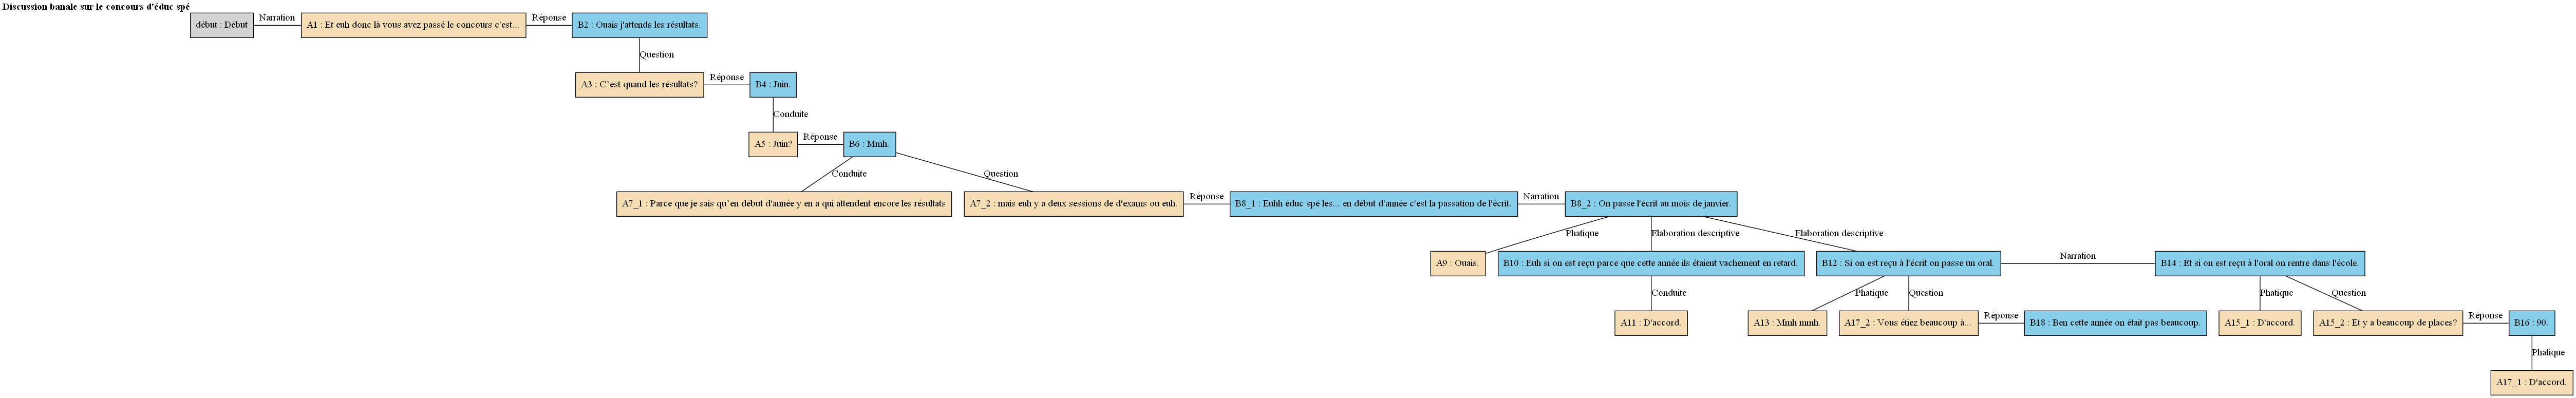 Discussion banale sur le concours d'éduc spé
début : Début
Narration
A1 : Et euh donc là vous avez passé le concours c'est...
Réponse
B2 : Ouais j'attends les résultats.
Question
A3 : C`est quand les résultats?
Réponse
B4 : Juin.
Conduite
A5 : Juin?
Réponse
B6 : Mmh.
Conduite
Question
A7_1 : Parce que je sais qu`en début d'année y en a qui attendent encore les résultats
A7_2 : mais euh y a deux sessions de d'exams ou euh.
Réponse
B8_1 : Euhh éduc spé les... en début d'année c'est la passation de l'écrit.
Narration
B8_2 : On passe l'écrit au mois de janvier.
Phatique
Elaboration descriptive
Elaboration descriptive
A9 : Ouais.
B10 : Euh si on est reçu parce que cette année ils étaient vachement en retard.
B12 : Si on est reçu à l'écrit on passe un oral.
Narration
B14 : Et si on est reçu à l'oral on rentre dans l'école.
Conduite
Phatique
Question
Phatique
Question
A11 : D'accord.
A13 : Mmh mmh.
A17_2 : Vous étiez beaucoup à...
Réponse
B18 : Ben cette année on était pas beaucoup.
A15_1 : D'accord.
A15_2 : Et y a beaucoup de places?
Réponse
B16 : 90.
Phatique
A17_1 : D'accord.